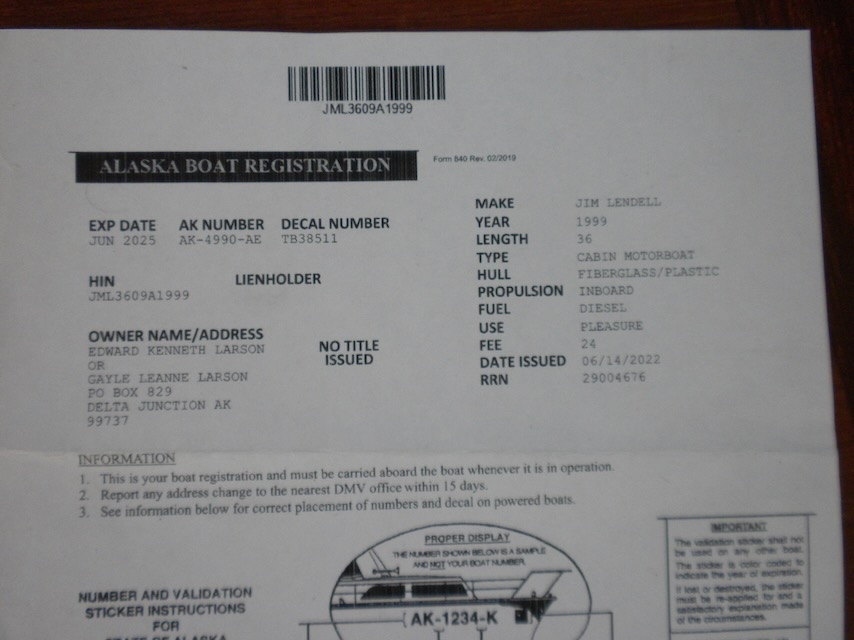 JML3609A1999
ALASKA BOAT REGISTRATION
Form 840 Rev. 02/2019
EXP DATE AK NUMBER DECAL NUMBER
JUN 2025 AK-4990-AE TB38511
HIN LIENHOLDER
JML3609A1999
OWNER NAME/ADDRESS
EDWARD KENNETH LARSON
OR
GAYLE LEANNE LARSON
PO BOX 829
DELTA JUNCTION AK
99737
NO TITLE
ISSUED
MAKE JIM LENDELL
YEAR 1999
LENGTH 36
TYPE CABIN MOTORBOAT
HULL FIBERGLASS/PLASTIC
PROPULSION INBOARD
FUEL DIESEL
USE PLEASURE
FEE 24
DATE ISSUED 06/14/2022
RRN 29004676
INFORMATION
1. This is your boat registration and must be carried aboard the boat whenever it is in operation.
2. Report any address change to the nearest DMV office within 15 days.
3. See information below for correct placement of numbers and decal on powered boats.
NUMBER AND VALIDATION
STICKER INSTRUCTIONS
FOR
STATE OF ALASKA
PROPER DISPLAY
THE NUMBER SHOWN BELOW IS A SAMPLE
AND NOT YOUR BOAT NUMBER.
AK-1234-K
IMPORTANT
The validation sticker shall not
be used on any other boat.
The sticker is color coded to
indicate the year of expiration.
If lost or destroyed, the sticker
must be re-applied for and a
satisfactory explanation made
of the circumstances.